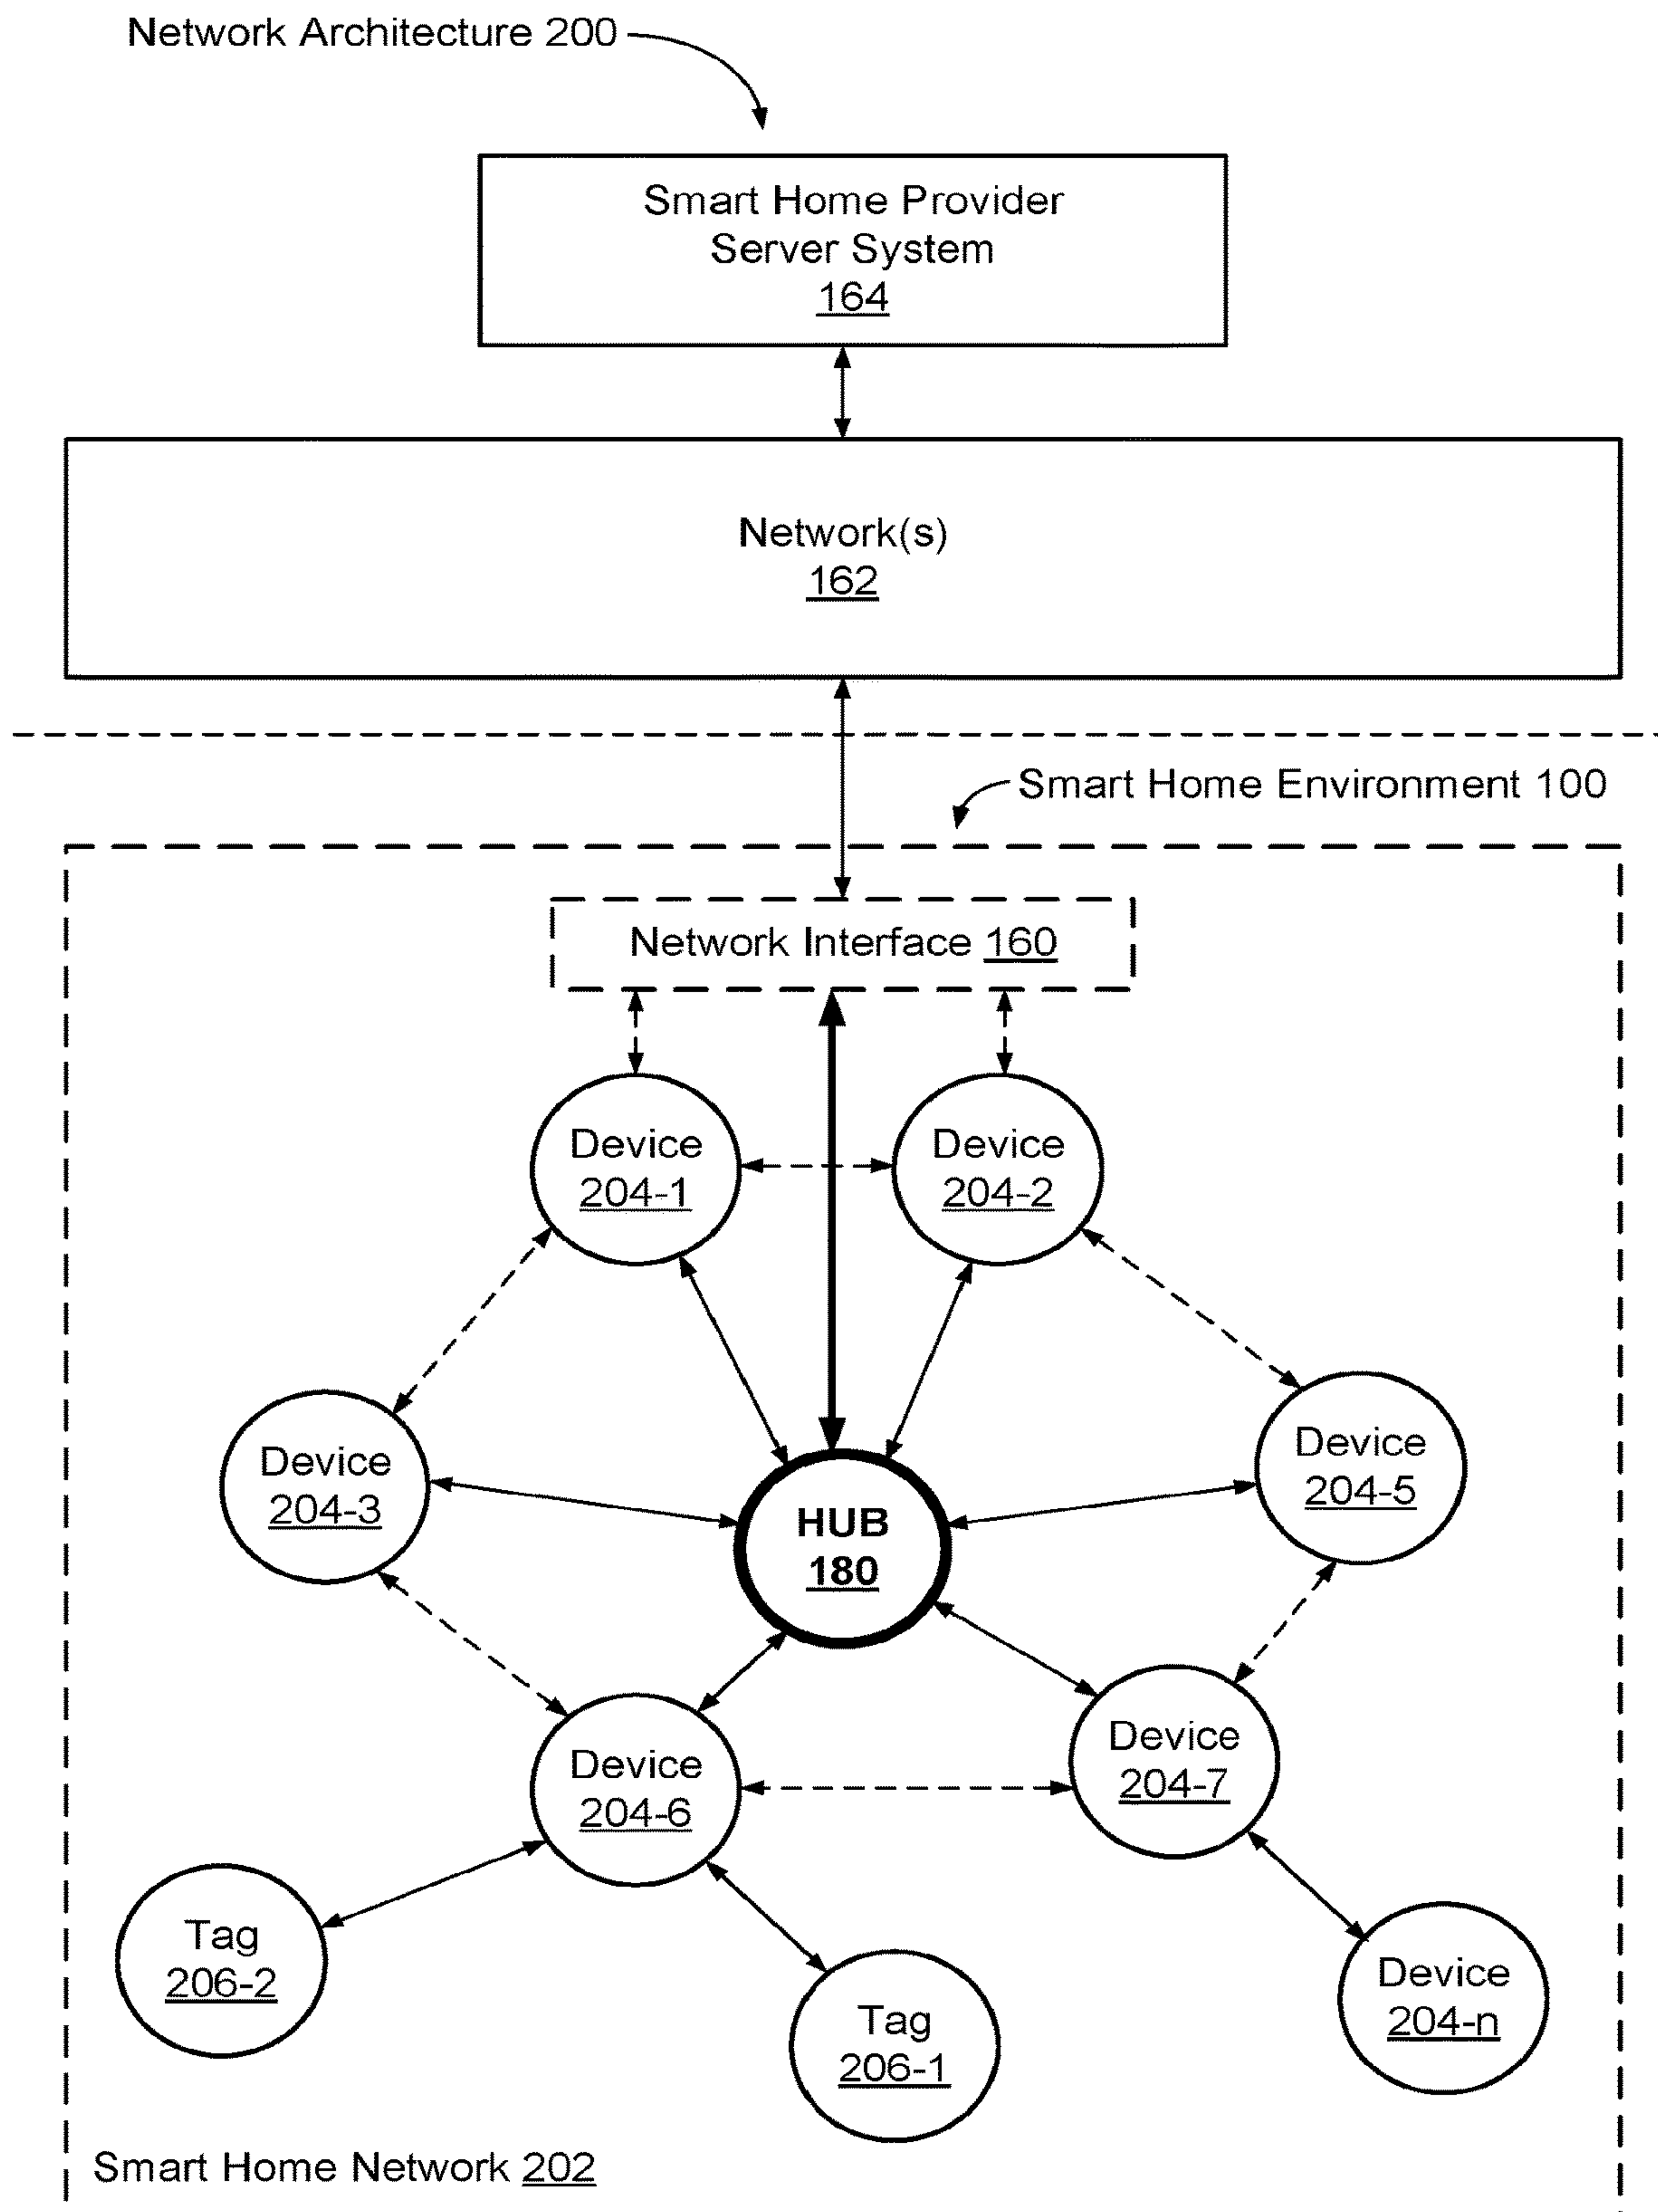 Network Architecture 200
Smart Home Provider
Server System
164
Network(s)
162
Smart Home Environment 100
Network Interface 160
Device
204-1
Device
204-2
Device
204-3
Device
204-5
HUB
180
Device
204-6
Device
204-7
Tag
206-2
Tag
206-1
Device
204-n
Smart Home Network 202